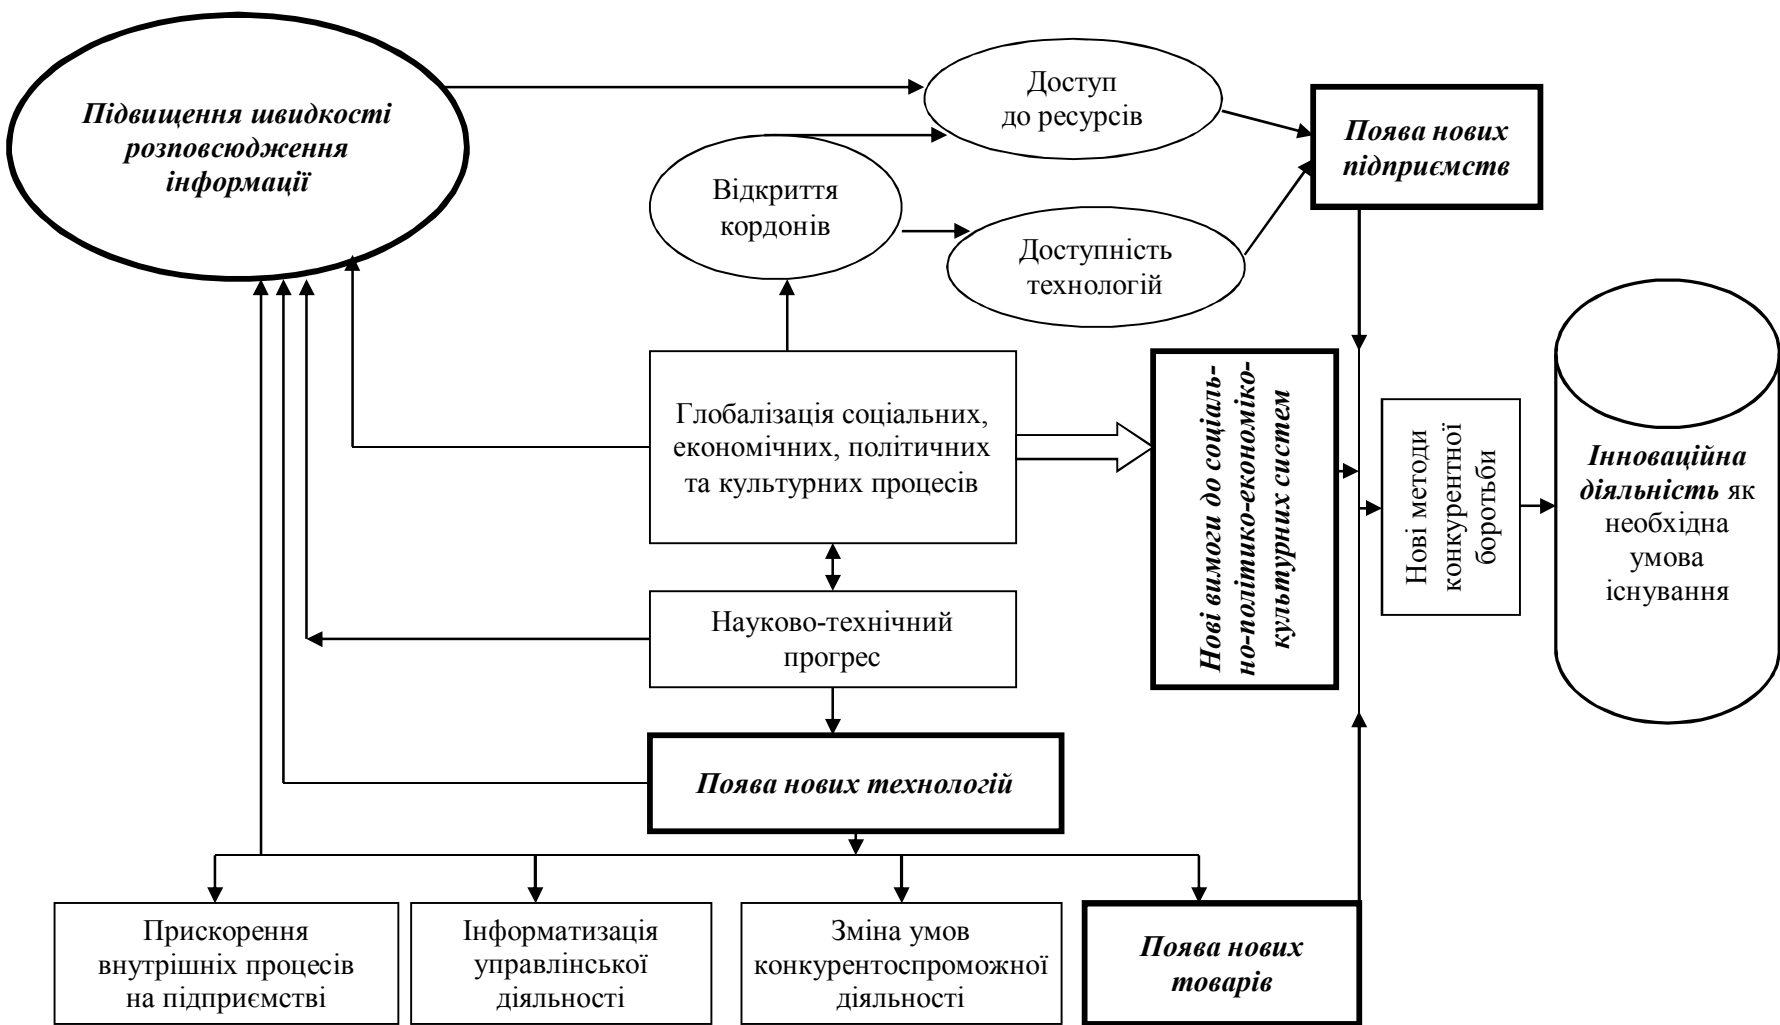 Підвищення швидкості
розповсюдження
інформації
Доступ
до ресурсів
Поява нових
підприємств
Відкриття
кордонів
Доступність
технологій
Глобалізація соціальних,
економічних, політичних
та культурних процесів
Нові вимоги до соціаль-
но-політико-економіко-
культурних систем
Нові методи
конкурентної
боротьби
Інноваційна
діяльність як
необхідна
умова
існування
Науково-технічний
прогрес
Поява нових технологій
Прискорення
внутрішніх процесів
на підприємстві
Інформатизація
управлінської
діяльності
Зміна умов
конкурентоспроможної
діяльності
Поява нових
товарів